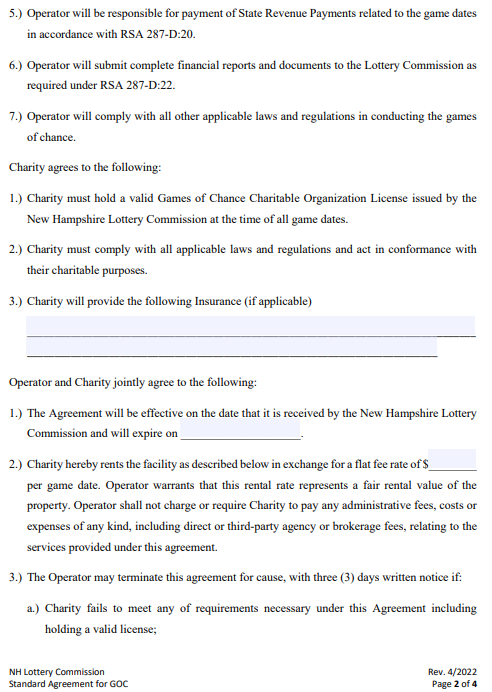 5.) Operator will be responsible for payment of State Revenue Payments related to the game dates
in accordance with RSA 287-D:20.
6.) Operator will submit complete financial reports and documents to the Lottery Commission as
required under RSA 287-D:22.
7.) Operator will comply with all other applicable laws and regulations in conducting the games
of chance.
Charity agrees to the following:
1.) Charity must hold a valid Games of Chance Charitable Organization License issued by the
New Hampshire Lottery Commission at the time of all game dates.
2.) Charity must comply with all applicable laws and regulations and act in conformance with
their charitable purposes.
3.) Charity will provide the following Insurance (if applicable)
Operator and Charity jointly agree to the following:
1.) The Agreement will be effective on the date that it is received by the New Hampshire Lottery
Commission and will expire on ____________________.
2.) Charity hereby rents the facility as described below in exchange for a flat fee rate of $________
per game date. Operator warrants that this rental rate represents a fair rental value of the
property. Operator shall not charge or require Charity to pay any administrative fees, costs or
expenses of any kind, including direct or third-party agency or brokerage fees, relating to the
services provided under this agreement.
3.) The Operator may terminate this agreement for cause, with three (3) days written notice if:
a.) Charity fails to meet any of requirements necessary under this Agreement including
holding a valid license;
NH Lottery Commission Rev. 4/2022
Standard Agreement for GOC Page 2 of 4